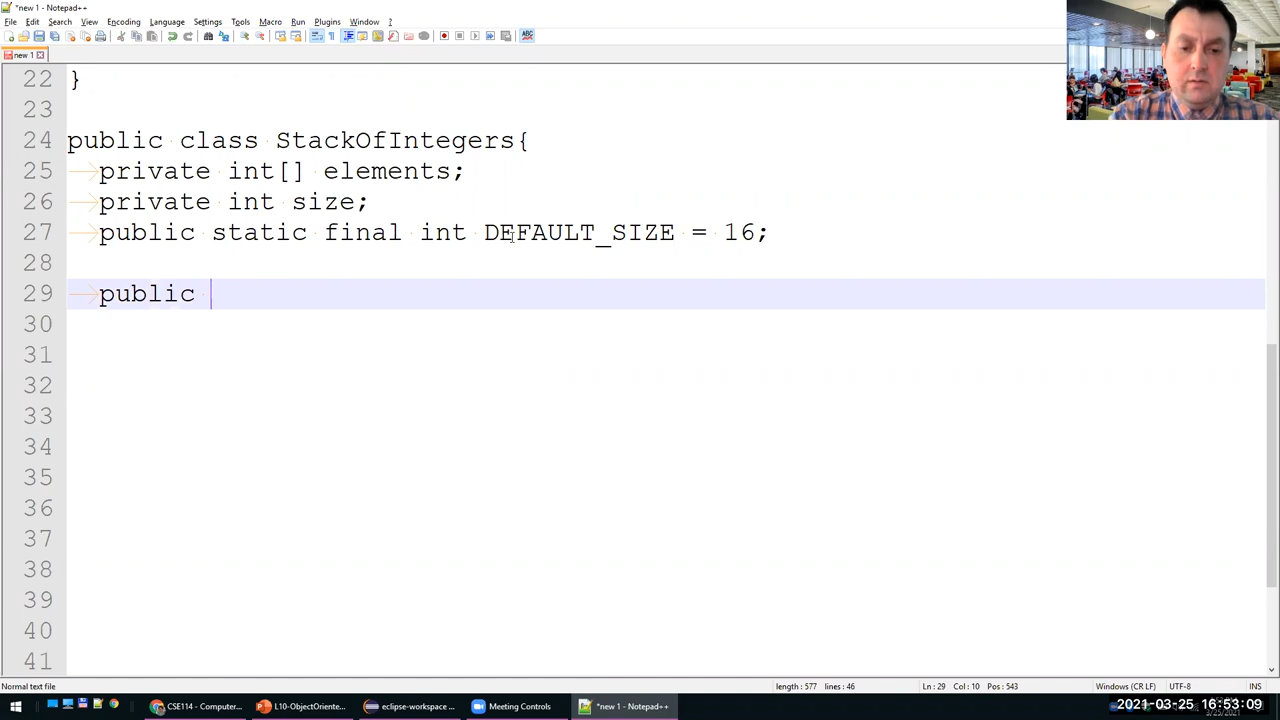 *new 1 - Notepad++
File Edit Search View Encoding Language Settings Tools Macro Run Plugins Window ?
new 1
22 }
23
24 public class StackOfIntegers{
25 private int[] elements;
26 private int size;
27 public static final int DEFAULT_SIZE = 16;
28
29 public
30
31
32
33
34
35
36
37
38
39
40
41
Normal text file length : 577 lines : 46 Ln : 29 Col : 10 Pos : 543 Windows (CR LF) UTF-8 INS
CSE114 - Computer... L10-ObjectOriente... eclipse-workspace ... Meeting Controls *new 1 - Notepad++ 2021-03-25 16:53:09